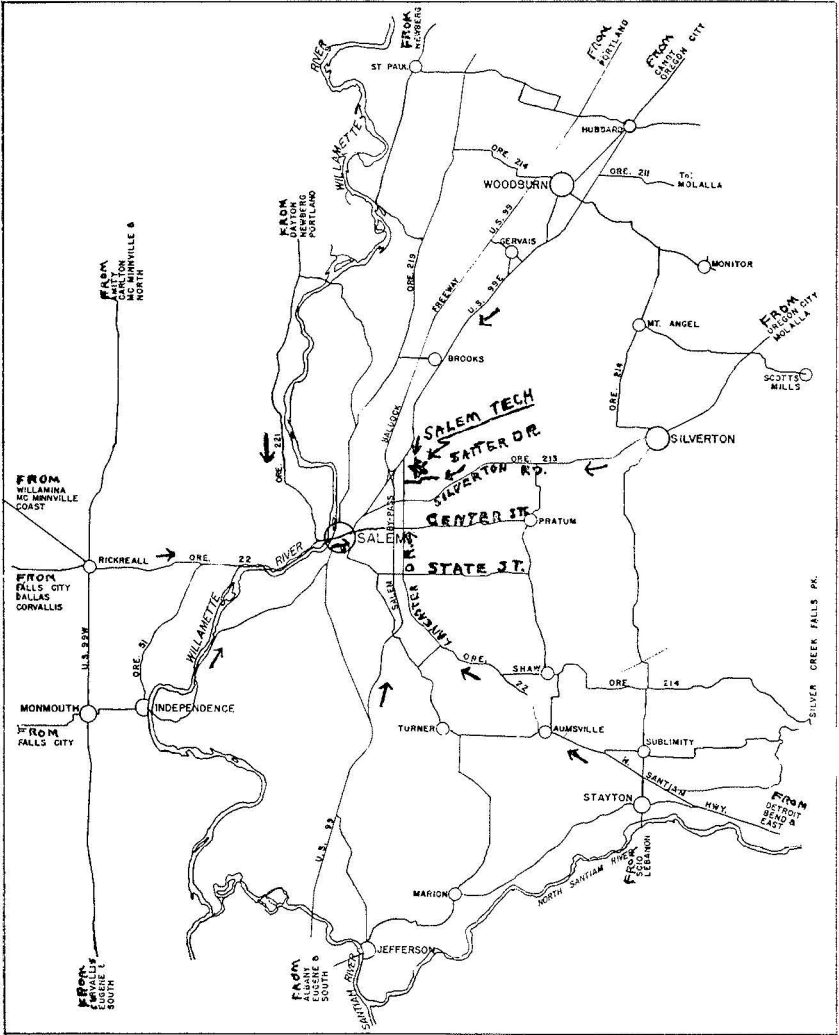 FROM
NEWBERG
ST PAUL
RIVER
WILLAMETTE
FROM
PORTLAND
FROM
CANBY
OREGON CITY
HUBBARD
ORE. 214
ORE. 211
TO:
MOLALLA
WOODBURN
U.S. 99
GERVAIS
MONITOR
FROM
DAYTON
NEWBERG
PORTLAND
ORE 219
FREEWAY
U.S. 99E
FROM
AMITY
CARLTON
MC MINNVILLE &
NORTH
MT. ANGEL
FROM
OREGON CITY
MOLALLA
BROOKS
SCOTTS
MILLS
ORE. 214
SALEM TECH
SATTER DR.
SILVERTON RD.
ORE. 213
SILVERTON
ORE. 221
BY-PASS
FROM
WILLAMINA
MC MINNVILLE
COAST
CENTER ST.
PRATUM
SALEM
RICKREALL
ORE. 22
RIVER
FROM
FALLS CITY
DALLAS
CORVALLIS
STATE ST.
SALEM
WILLAMETTE
U.S. 99W
ORE 51
ORE. 22
SHAW
ORE 214
SILVER CREEK FALLS PK.
MONMOUTH
INDEPENDENCE
FROM
FALLS CITY
TURNER
AUMSVILLE
SUBLIMITY
N. SANTIAM HWY.
STAYTON
FROM
DETROIT
BEND &
EAST
U.S. 99
FROM
SCIO
LEBANON
MARION
NORTH SANTIAM RIVER
JEFFERSON
SANTIAM RIVER
FROM
CORVALLIS
EUGENE &
SOUTH
FROM
ALBANY
EUGENE &
SOUTH